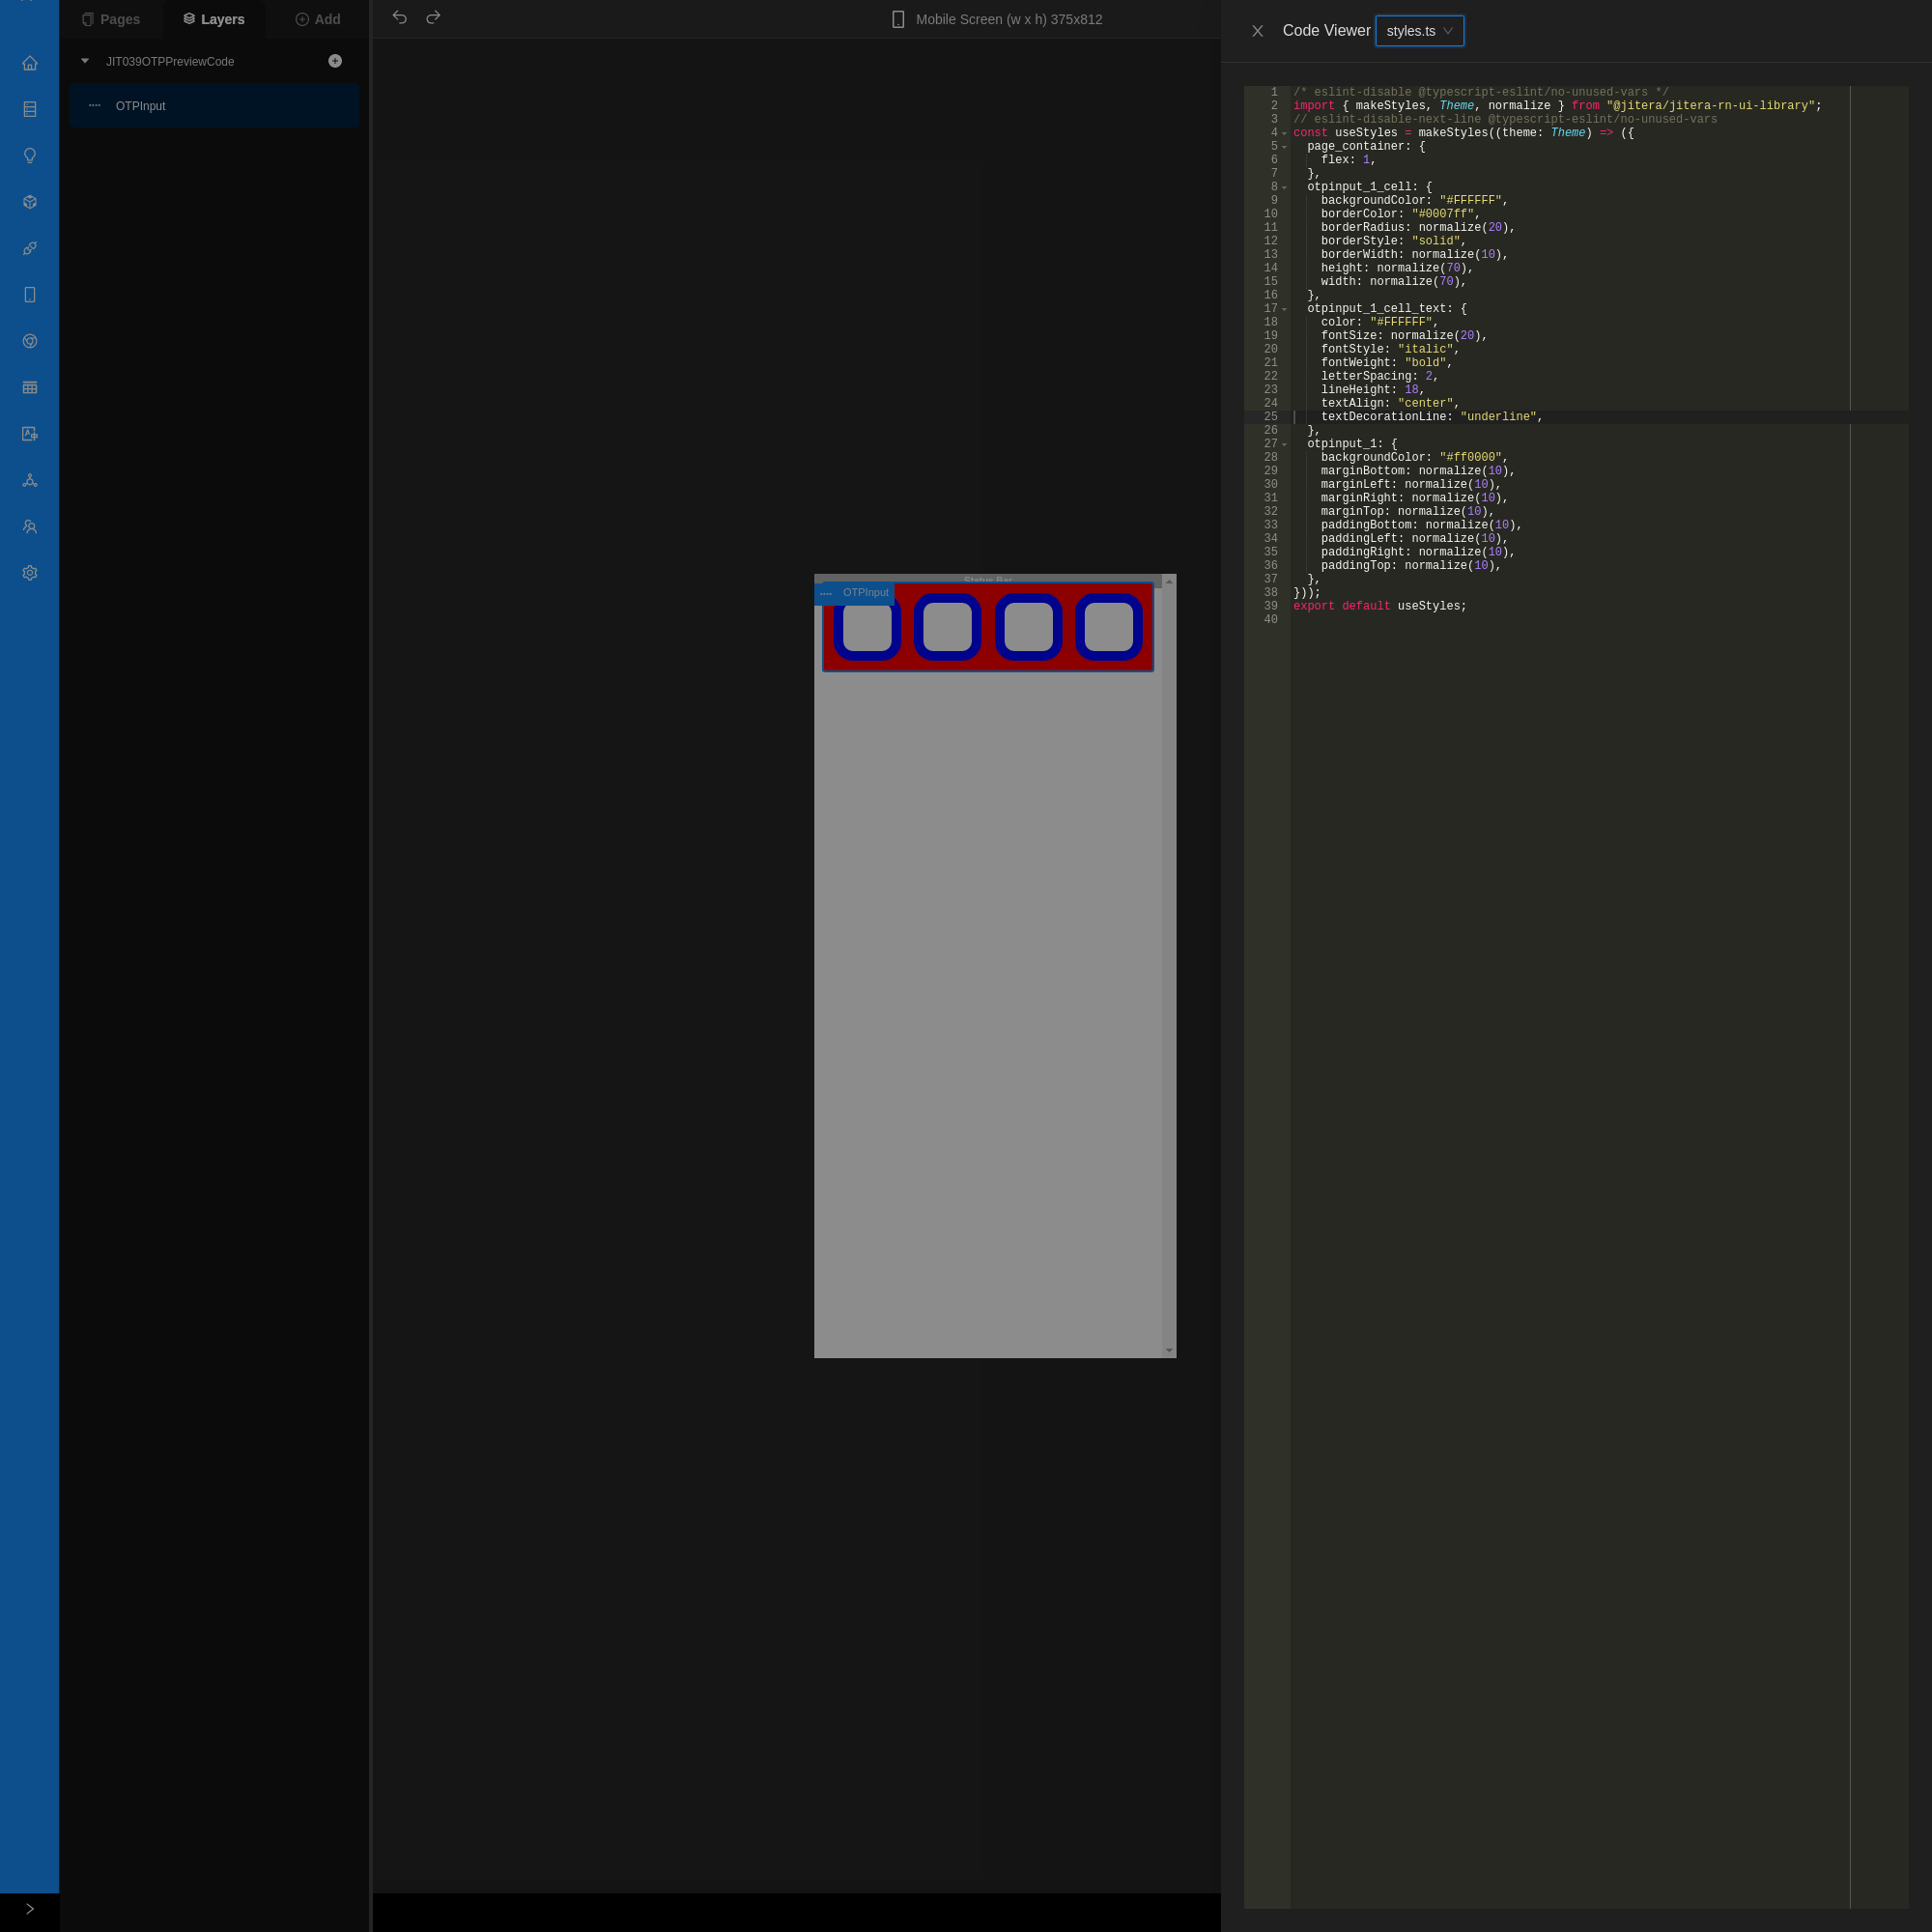 Pages
Layers
Add
JIT039OTPPreviewCode
OTPInput
Mobile Screen (w x h) 375x812
Status Bar
OTPInput
Code Viewer
styles.ts
1 /* eslint-disable @typescript-eslint/no-unused-vars */
2 import { makeStyles, Theme, normalize } from "@jitera/jitera-rn-ui-library";
3 // eslint-disable-next-line @typescript-eslint/no-unused-vars
4 const useStyles = makeStyles((theme: Theme) => ({
5 page_container: {
6 flex: 1,
7 },
8 otpinput_1_cell: {
9 backgroundColor: "#FFFFFF",
10 borderColor: "#0007ff",
11 borderRadius: normalize(20),
12 borderStyle: "solid",
13 borderWidth: normalize(10),
14 height: normalize(70),
15 width: normalize(70),
16 },
17 otpinput_1_cell_text: {
18 color: "#FFFFFF",
19 fontSize: normalize(20),
20 fontStyle: "italic",
21 fontWeight: "bold",
22 letterSpacing: 2,
23 lineHeight: 18,
24 textAlign: "center",
25 textDecorationLine: "underline",
26 },
27 otpinput_1: {
28 backgroundColor: "#ff0000",
29 marginBottom: normalize(10),
30 marginLeft: normalize(10),
31 marginRight: normalize(10),
32 marginTop: normalize(10),
33 paddingBottom: normalize(10),
34 paddingLeft: normalize(10),
35 paddingRight: normalize(10),
36 paddingTop: normalize(10),
37 },
38 }));
39 export default useStyles;
40